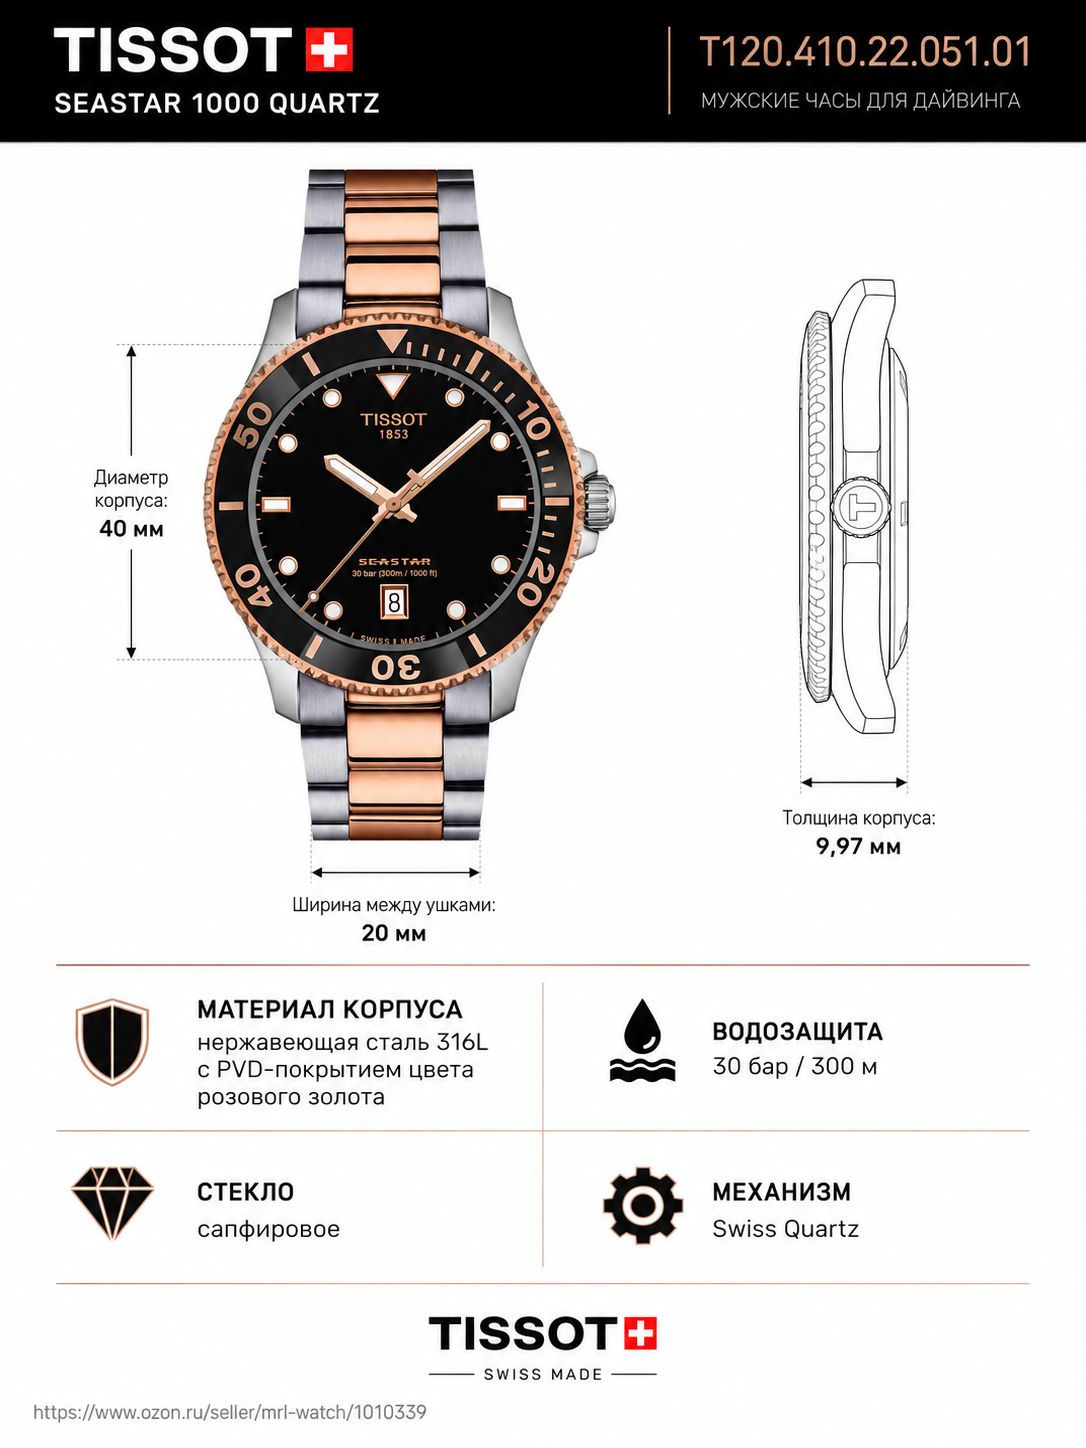 TISSOT
SEASTAR 1000 QUARTZ
T120.410.22.051.01
МУЖСКИЕ ЧАСЫ ДЛЯ ДАЙВИНГА
50
10
40
20
30
TISSOT
1853
SEASTAR
30 bar (300m / 1000 ft)
8
SWISS MADE
T
Диаметр
корпуса:
40 мм
Толщина корпуса:
9,97 мм
Ширина между ушками:
20 мм
МАТЕРИАЛ КОРПУСА
нержавеющая сталь 316L
с PVD-покрытием цвета
розового золота
ВОДОЗАЩИТА
30 бар / 300 м
СТЕКЛО
сапфировое
МЕХАНИЗМ
Swiss Quartz
TISSOT
SWISS MADE
https://www.ozon.ru/seller/mrl-watch/1010339